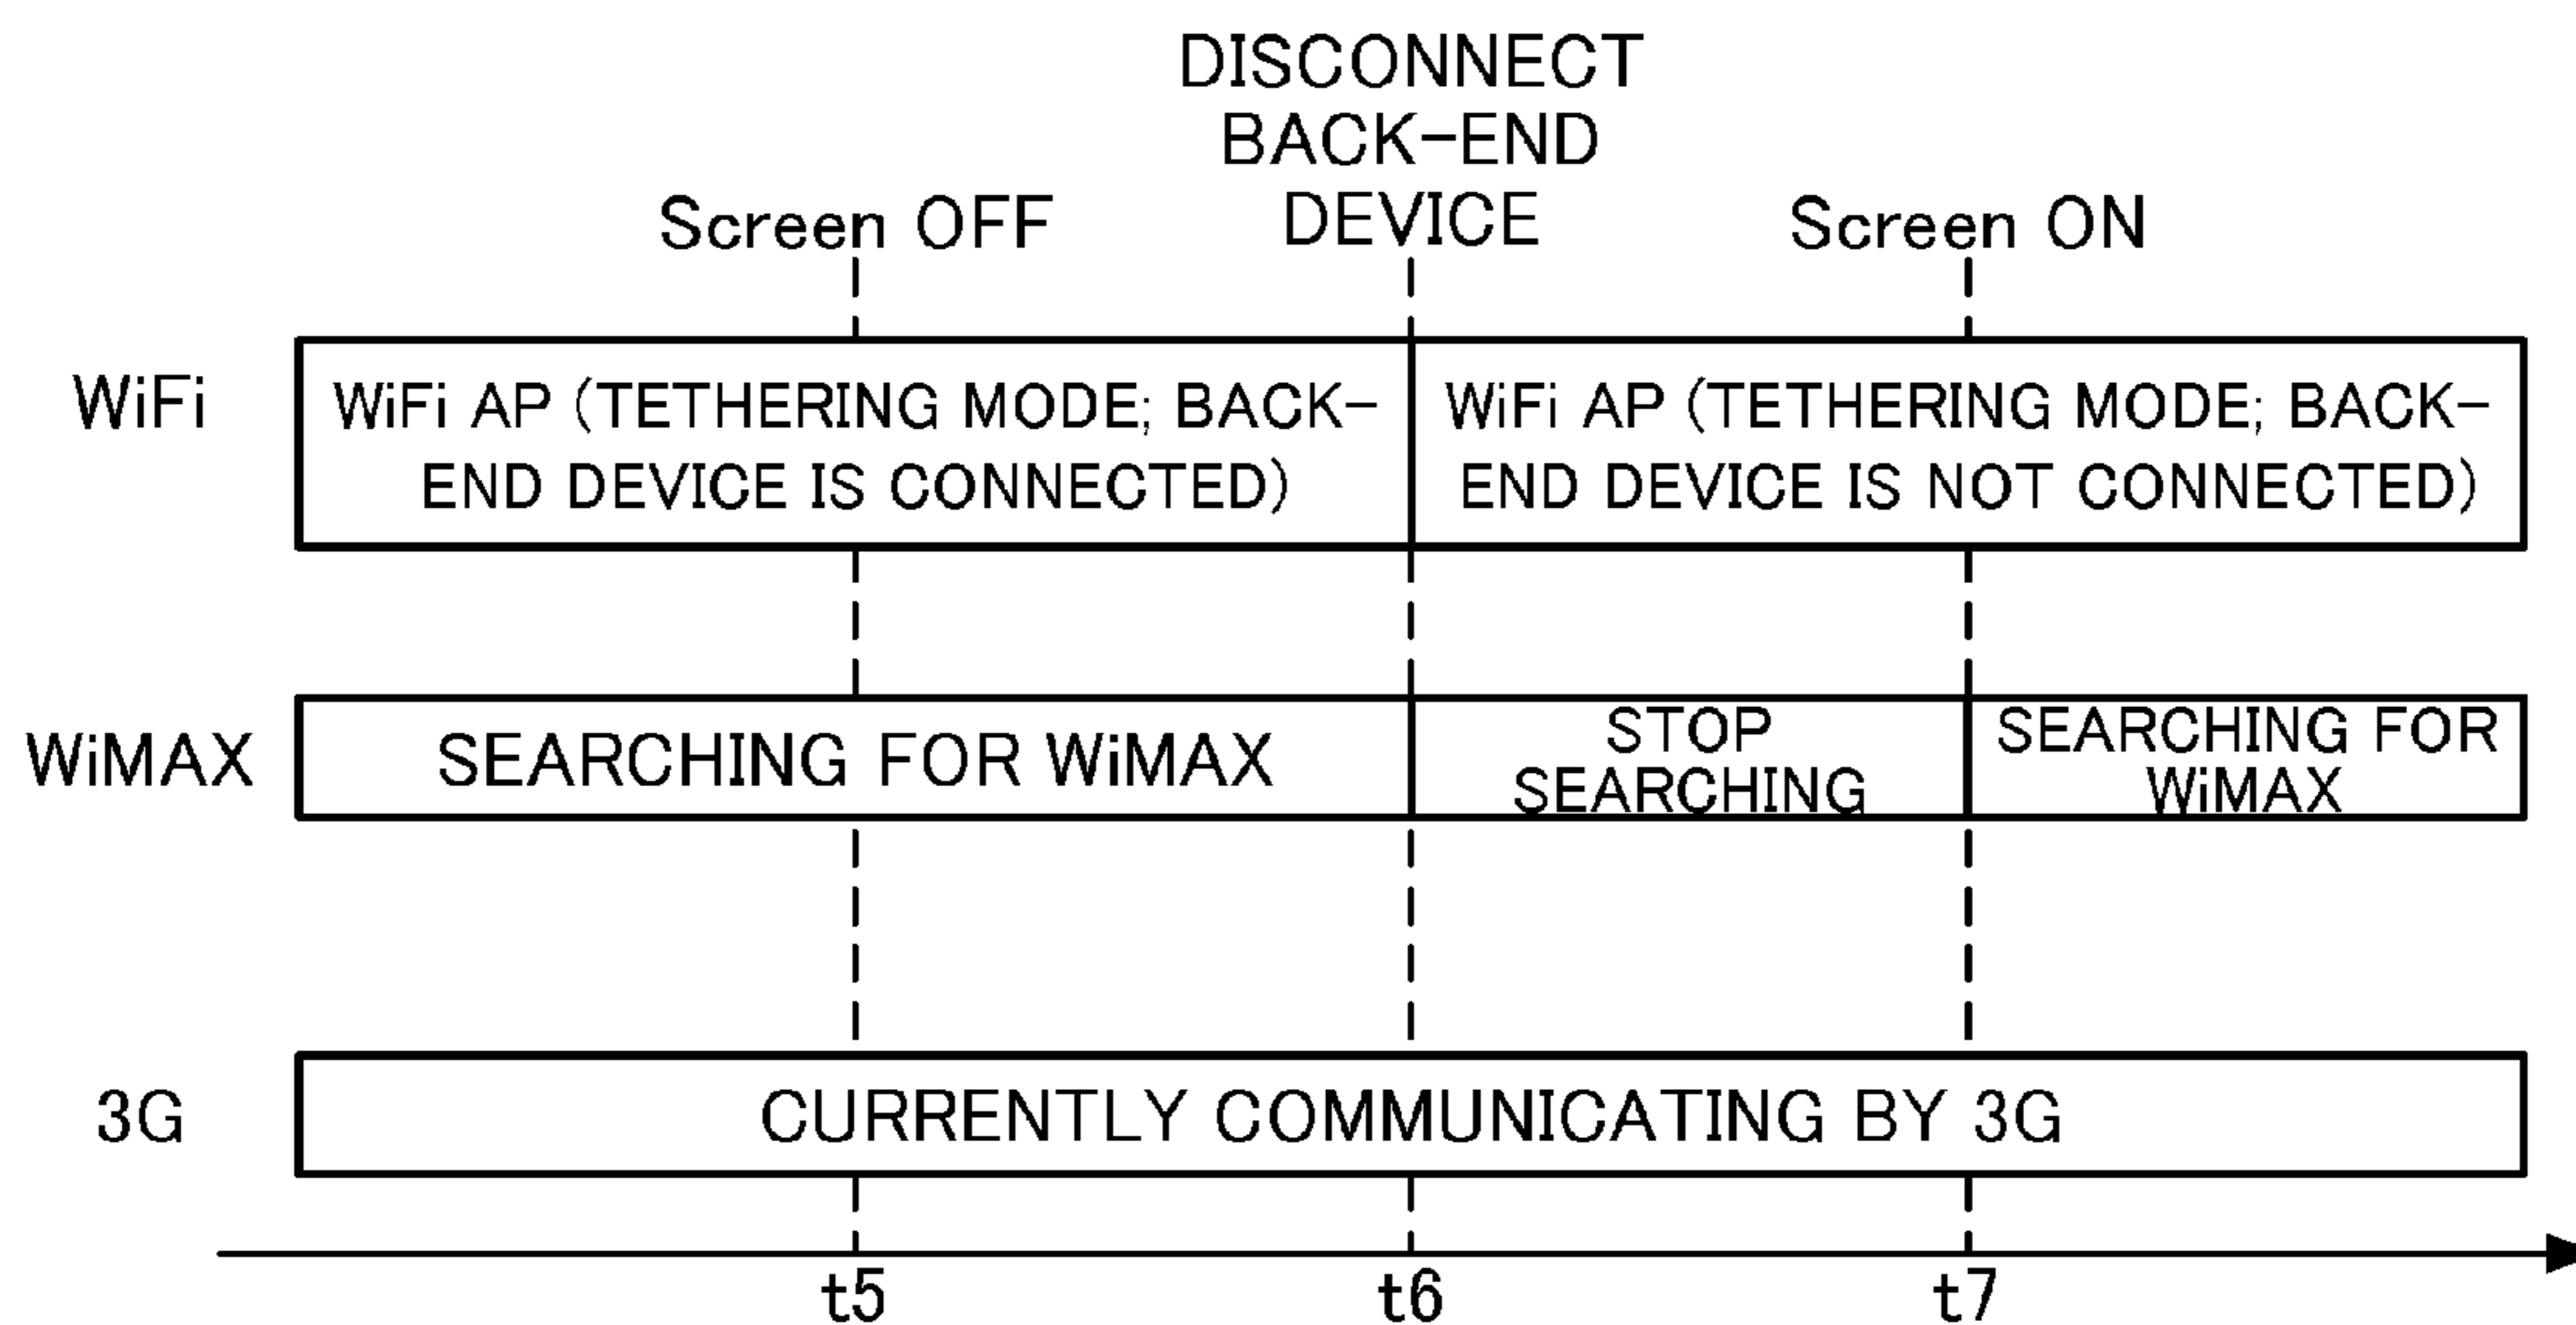 DISCONNECT
BACK-END
DEVICE
Screen OFF
Screen ON
WiFi
WiFi AP (TETHERING MODE; BACK-
END DEVICE IS CONNECTED)
WiFi AP (TETHERING MODE; BACK-
END DEVICE IS NOT CONNECTED)
WiMAX
SEARCHING FOR WiMAX
STOP
SEARCHING
SEARCHING FOR
WiMAX
3G
CURRENTLY COMMUNICATING BY 3G
t5
t6
t7